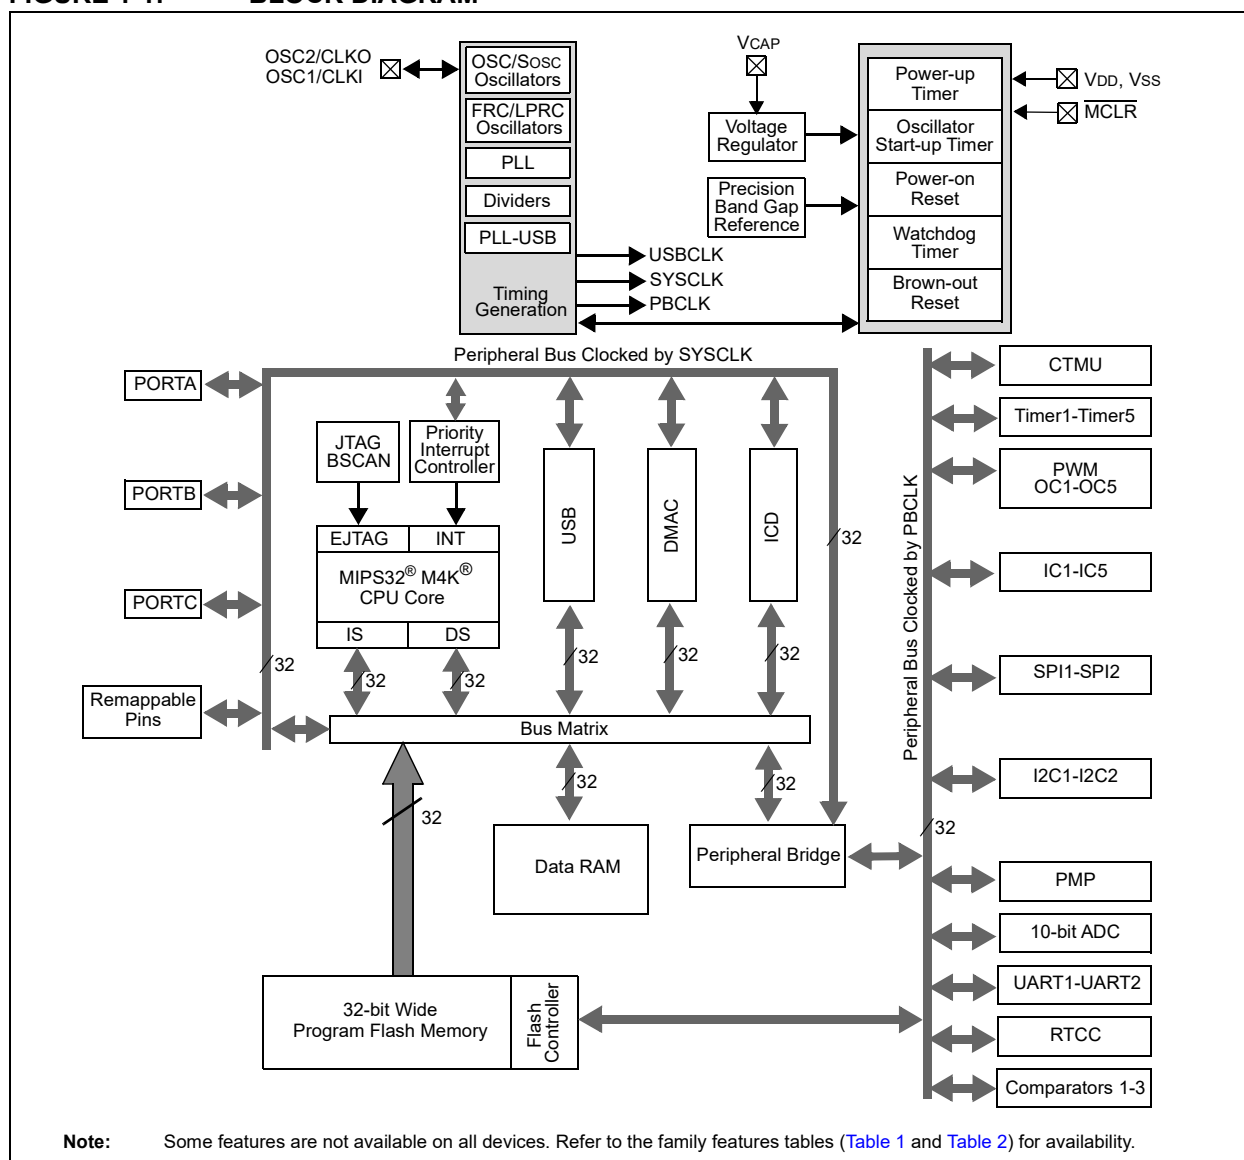 BLOCK DIAGRAM
OSC2/CLKO
OSC1/CLKI
OSC/SOSC
Oscillators
FRC/LPRC
Oscillators
PLL
Dividers
PLL-USB
Timing
Generation
USBCLK
SYSCLK
PBCLK
VCAP
Voltage
Regulator
Precision
Band Gap
Reference
Power-up
Timer
Oscillator
Start-up Timer
Power-on
Reset
Watchdog
Timer
Brown-out
Reset
VDD, VSS
MCLR
Peripheral Bus Clocked by SYSCLK
PORTA
PORTB
PORTC
Remappable
Pins
32
JTAG
BSCAN
Priority
Interrupt
Controller
EJTAG
INT
MIPS32® M4K®
CPU Core
IS
DS
32
32
USB
32
DMAC
32
ICD
32
32
Bus Matrix
32
32
32
Data RAM
Peripheral Bridge
32-bit Wide
Program Flash Memory
Flash
Controller
Peripheral Bus Clocked by PBCLK
32
CTMU
Timer1-Timer5
PWM
OC1-OC5
IC1-IC5
SPI1-SPI2
I2C1-I2C2
PMP
10-bit ADC
UART1-UART2
RTCC
Comparators 1-3
Note: Some features are not available on all devices. Refer to the family features tables (Table 1 and Table 2) for availability.